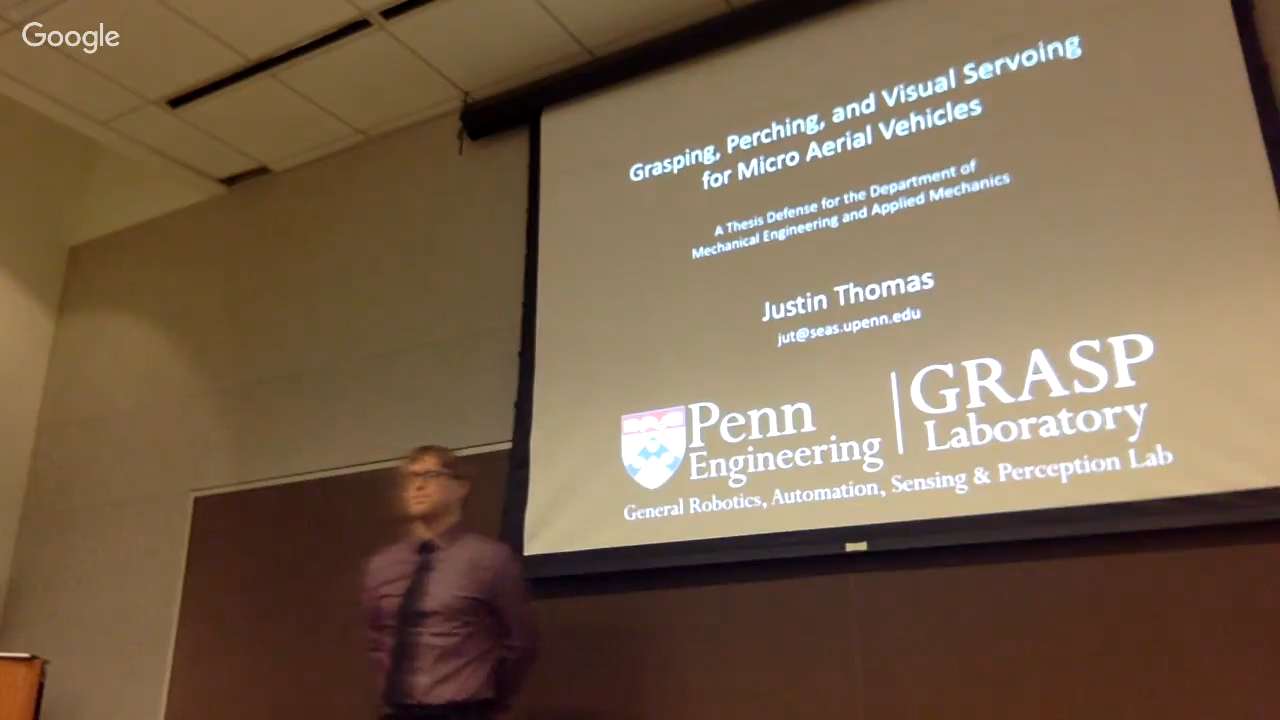 Google
Grasping, Perching, and Visual Servoing
for Micro Aerial Vehicles
A Thesis Defense for the Department of
Mechanical Engineering and Applied Mechanics
Justin Thomas
jut@seas.upenn.edu
Penn
Engineering
GRASP
Laboratory
General Robotics, Automation, Sensing & Perception Lab